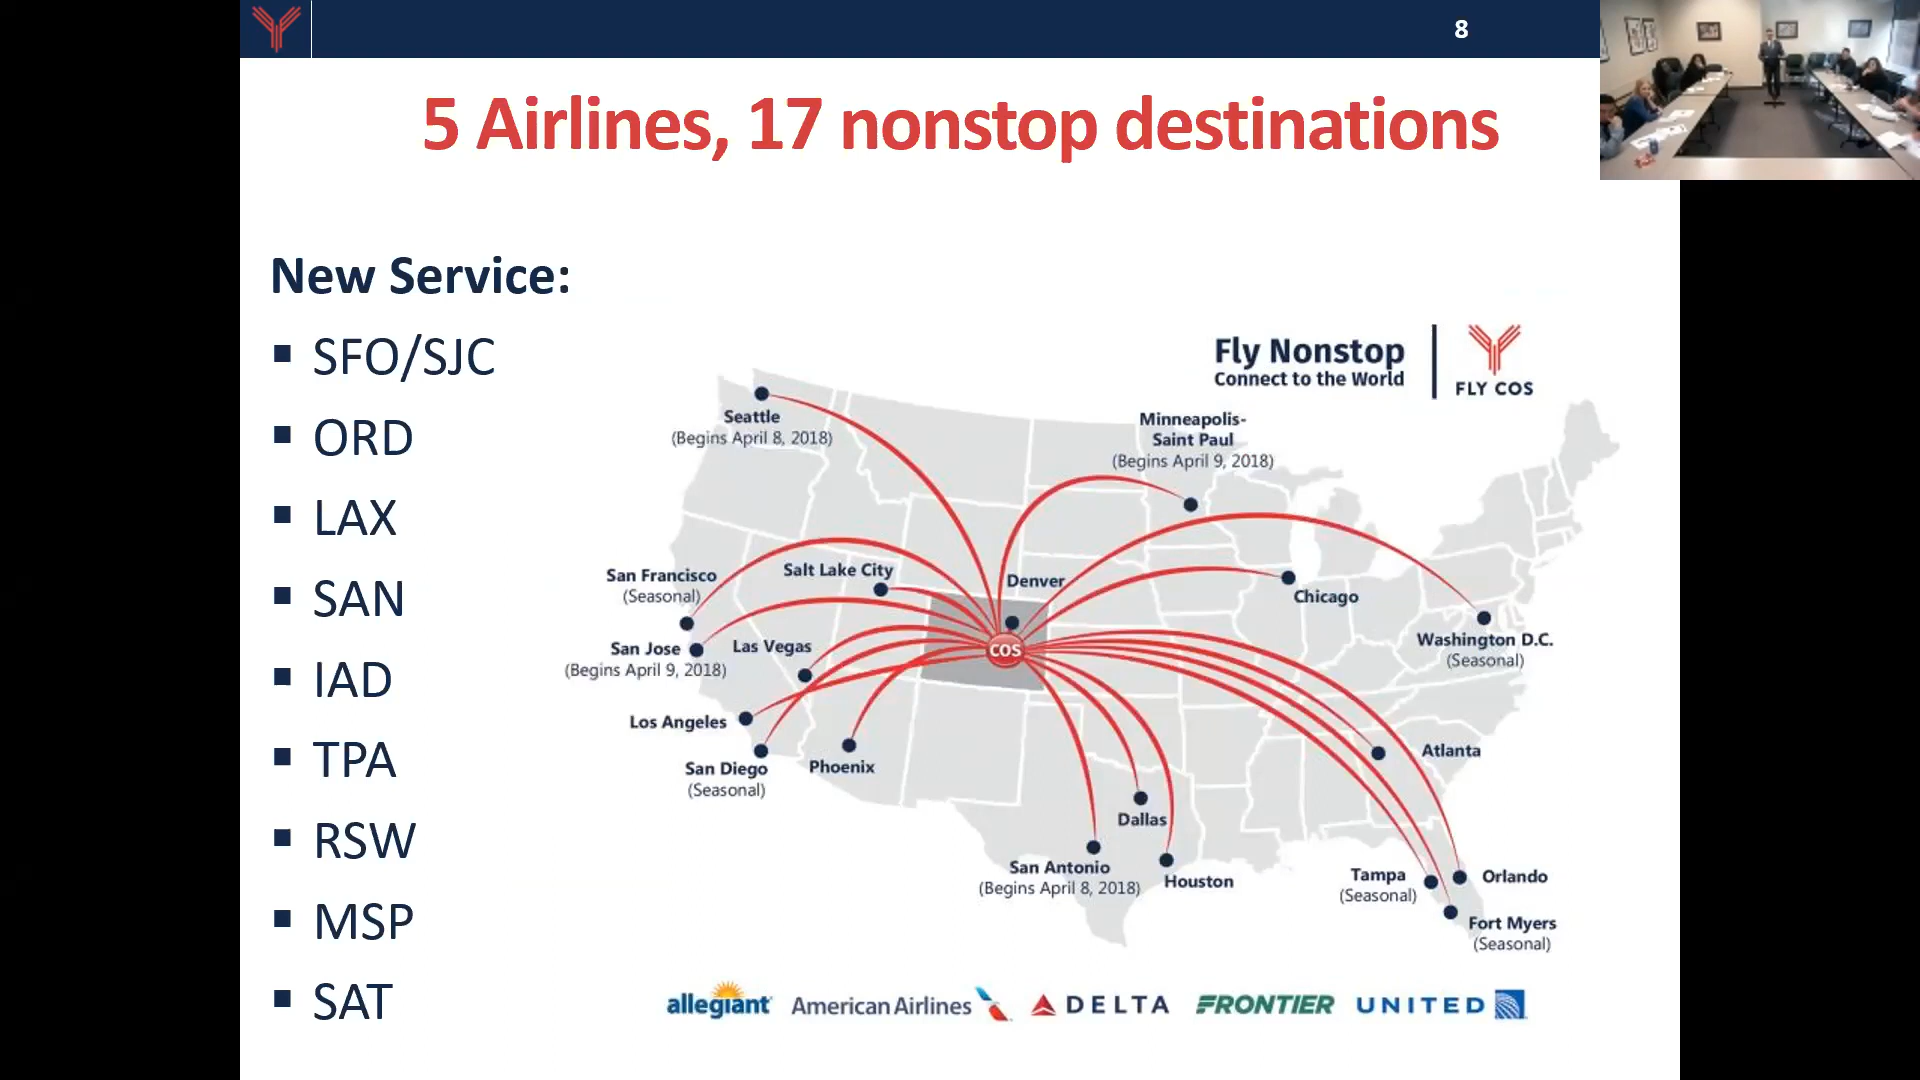 8
5 Airlines, 17 nonstop destinations
New Service:
▪ SFO/SJC
▪ ORD
▪ LAX
▪ SAN
▪ IAD
▪ TPA
▪ RSW
▪ MSP
▪ SAT
Fly Nonstop
Connect to the World
FLY COS
Seattle
(Begins April 8, 2018)
Minneapolis-
Saint Paul
(Begins April 9, 2018)
San Francisco
(Seasonal)
Salt Lake City
Denver
Chicago
San Jose
(Begins April 9, 2018)
Las Vegas
COS
Washington D.C.
(Seasonal)
Los Angeles
San Diego
(Seasonal)
Phoenix
Atlanta
Dallas
San Antonio
(Begins April 8, 2018)
Houston
Tampa
(Seasonal)
Orlando
Fort Myers
(Seasonal)
allegiant
American Airlines
DELTA
FRONTIER
UNITED